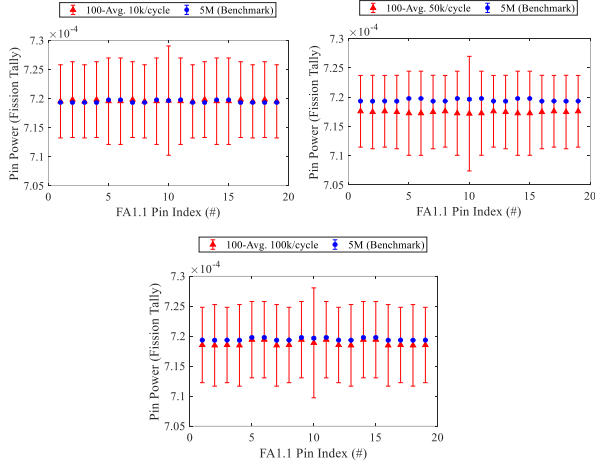 100-Avg. 10k/cycle 5M (Benchmark)
×10⁻⁴
7.3
7.25
7.2
7.15
7.1
7.05
Pin Power (Fission Tally)
0 5 10 15 20
FA1.1 Pin Index (#)
100-Avg. 50k/cycle 5M (Benchmark)
×10⁻⁴
7.3
7.25
7.2
7.15
7.1
7.05
Pin Power (Fission Tally)
0 5 10 15 20
FA1.1 Pin Index (#)
100-Avg. 100k/cycle 5M (Benchmark)
×10⁻⁴
7.3
7.25
7.2
7.15
7.1
7.05
Pin Power (Fission Tally)
0 5 10 15 20
FA1.1 Pin Index (#)